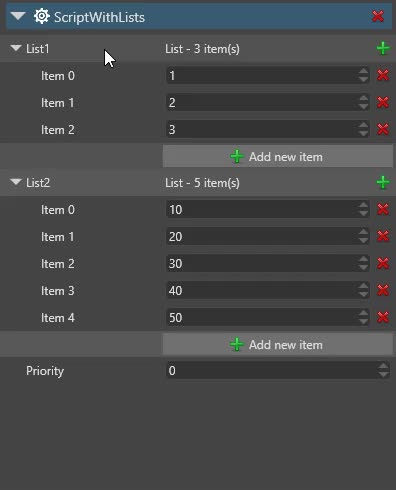 ScriptWithLists
List1 List - 3 item(s)
Item 0 1
Item 1 2
Item 2 3
Add new item
List2 List - 5 item(s)
Item 0 10
Item 1 20
Item 2 30
Item 3 40
Item 4 50
Add new item
Priority 0